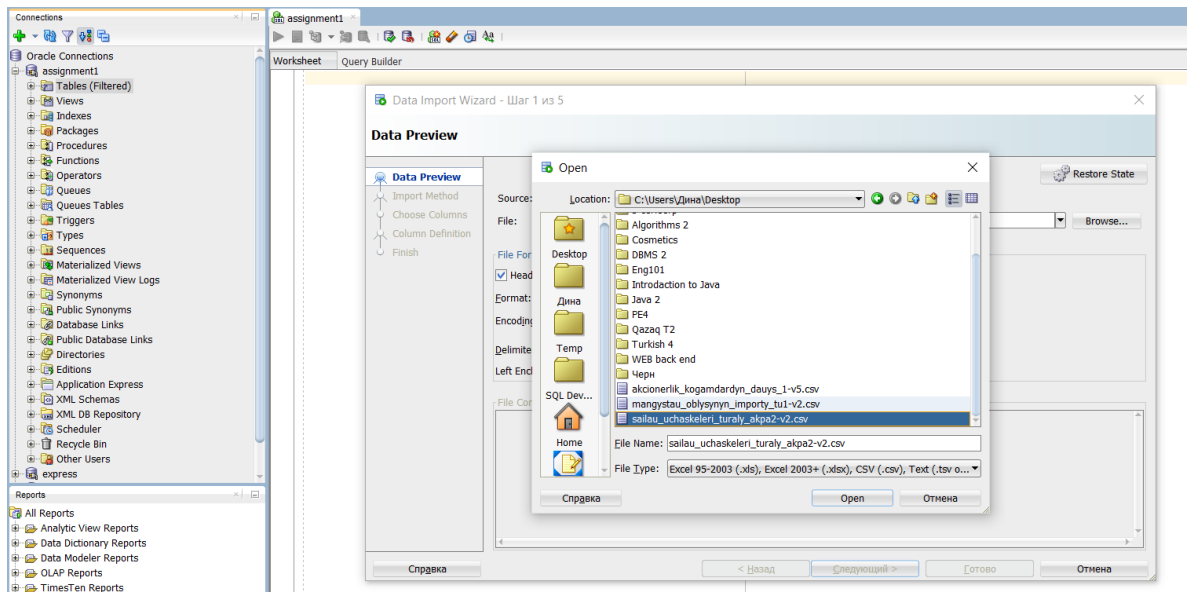 Connections
Oracle Connections
assignment1
Tables (Filtered)
Views
Indexes
Packages
Procedures
Functions
Operators
Queues
Queues Tables
Triggers
Types
Sequences
Materialized Views
Materialized View Logs
Synonyms
Public Synonyms
Database Links
Public Database Links
Directories
Editions
Application Express
XML Schemas
XML DB Repository
Scheduler
Recycle Bin
Other Users
express
Reports
All Reports
Analytic View Reports
Data Dictionary Reports
Data Modeler Reports
OLAP Reports
TimesTen Reports
assignment1
Worksheet Query Builder
Data Import Wizard - Шаг 1 из 5
Data Preview
Data Preview
Import Method
Choose Columns
Column Definition
Finish
Restore State
Source:
File:
Browse...
File For
Head
Format:
Encoding
Delimite
Left Encl
File Con
Open
Location: C:\Users\Дина\Desktop
Desktop
Дина
Temp
SQL Dev...
Home
Algorithms 2
Cosmetics
DBMS 2
Eng101
Introdaction to Java
Java 2
PE4
Qazaq T2
Turkish 4
WEB back end
Черн
akcionerlik_kogamdardyn_dauys_1-v5.csv
mangystau_oblysynyn_importy_tu1-v2.csv
sailau_uchaskeleri_turaly_akpa2-v2.csv
File Name: sailau_uchaskeleri_turaly_akpa2-v2.csv
File Type: Excel 95-2003 (.xls), Excel 2003+ (.xlsx), CSV (.csv), Text (.tsv o...
Справка Open Отмена
Справка < Назад Следующий > Готово Отмена